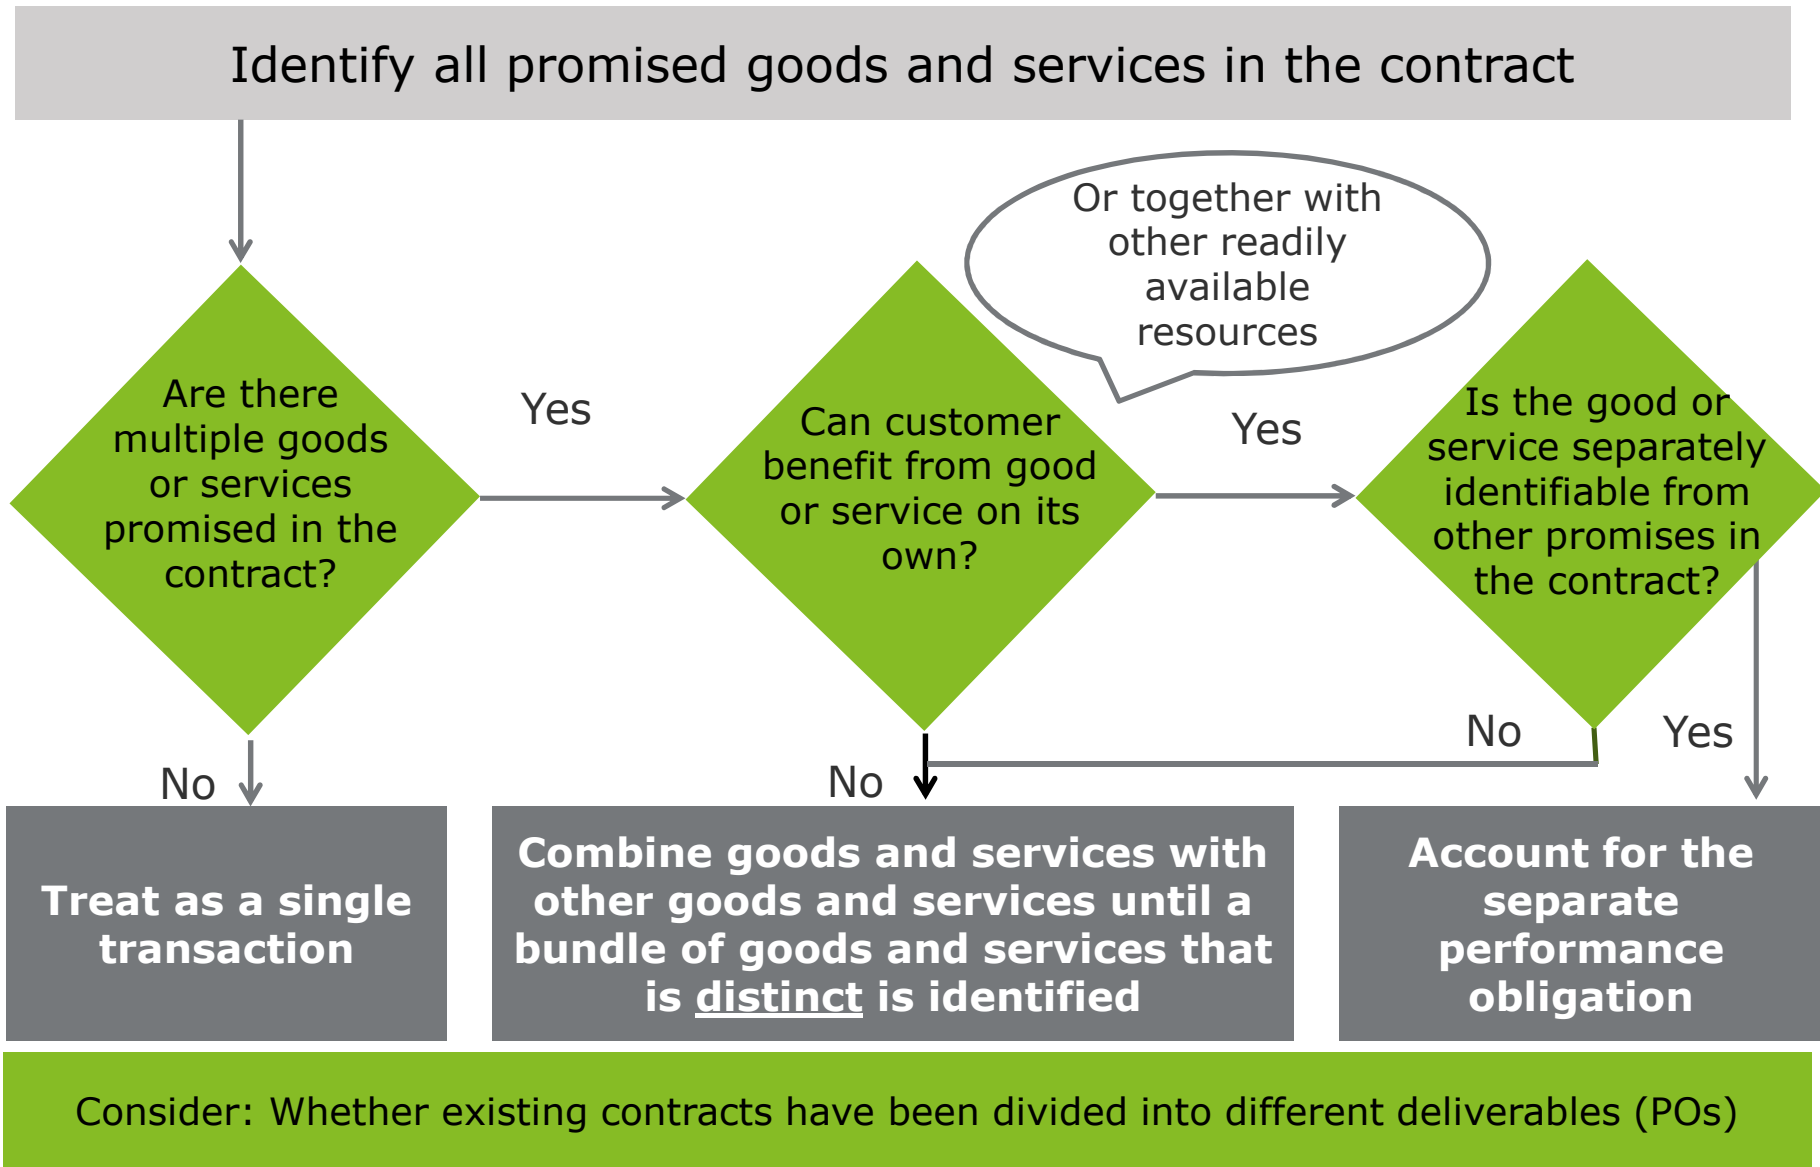 Identify all promised goods and services in the contract
Or together with
other readily
available
resources
Are there
multiple goods
or services
promised in the
contract?
Yes
Can customer
benefit from good
or service on its
own?
Yes
Is the good or
service separately
identifiable from
other promises in
the contract?
No
No
No
Yes
Treat as a single
transaction
Combine goods and services with
other goods and services until a
bundle of goods and services that
is distinct is identified
Account for the
separate
performance
obligation
Consider: Whether existing contracts have been divided into different deliverables (POs)